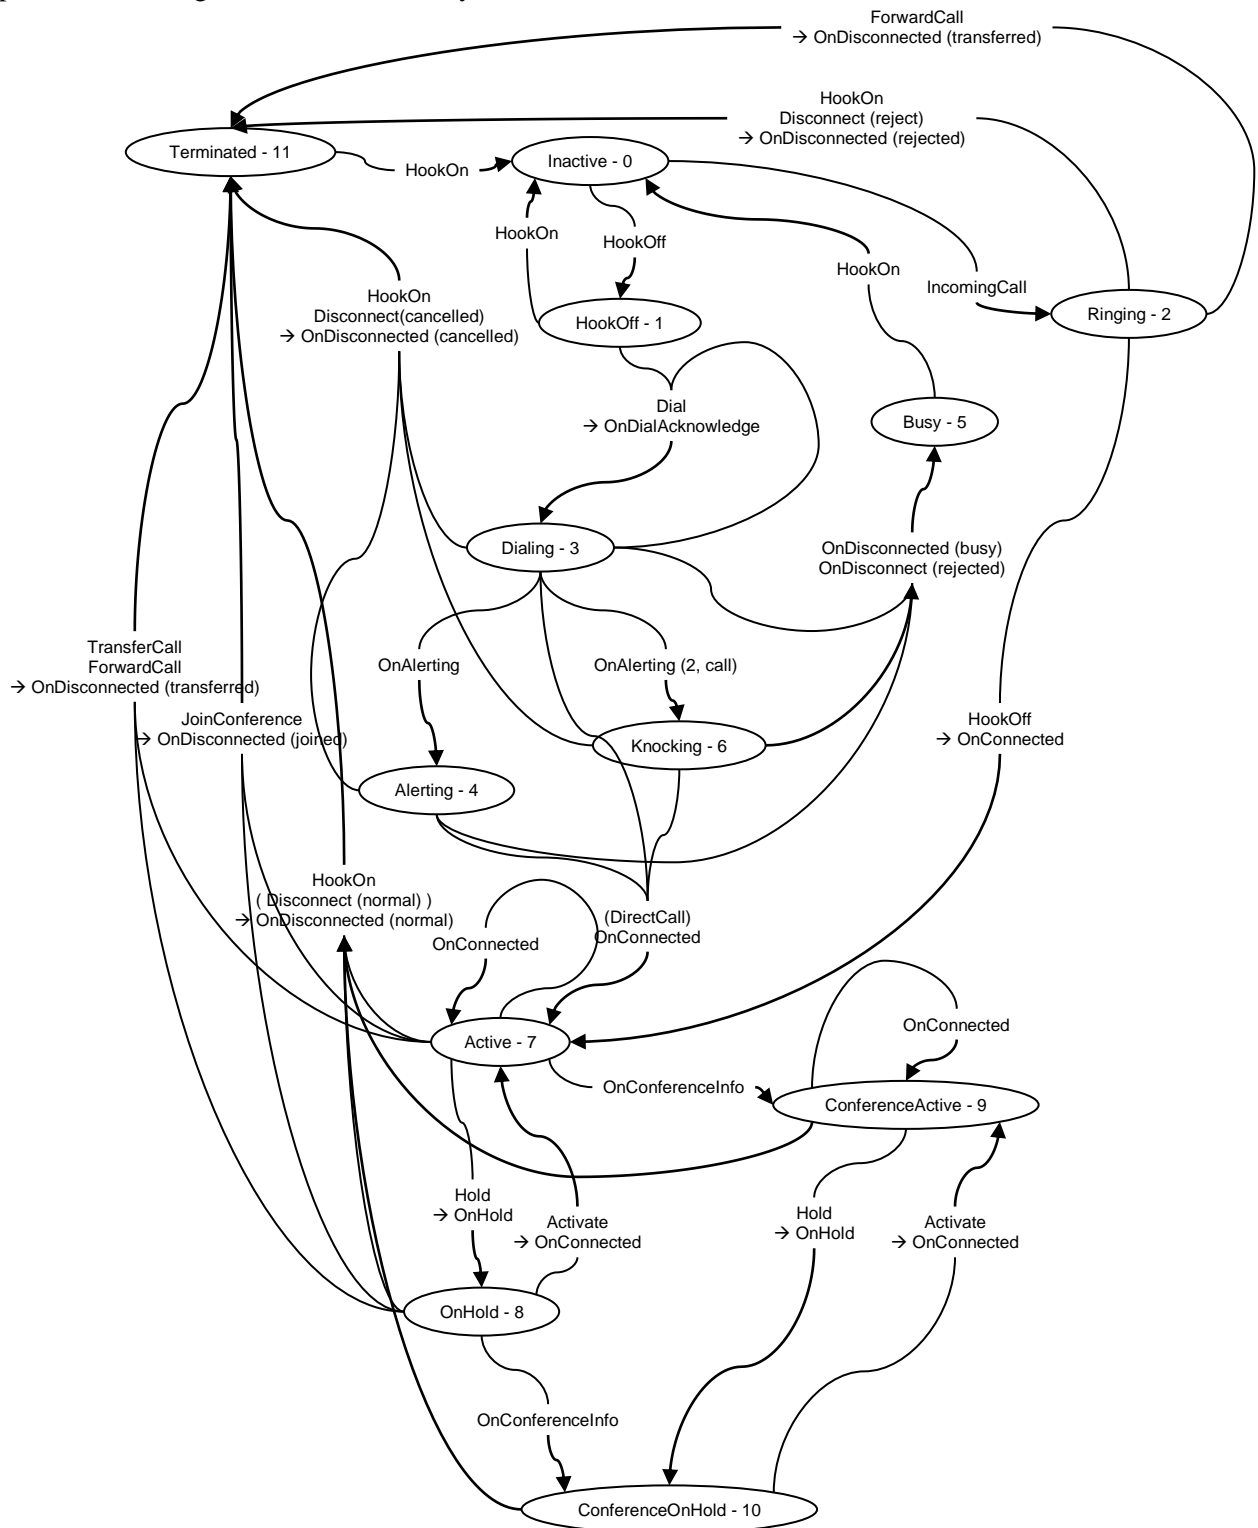 ForwardCall
→ OnDisconnected (transferred)
HookOn
Disconnect (reject)
→ OnDisconnected (rejected)
Terminated - 11
HookOn
Inactive - 0
HookOn
HookOff
HookOn
IncomingCall
HookOn
Disconnect(cancelled)
→ OnDisconnected (cancelled)
HookOff - 1
Ringing - 2
Dial
→ OnDialAcknowledge
Busy - 5
Dialing - 3
OnDisconnected (busy)
OnDisconnect (rejected)
TransferCall
ForwardCall
→ OnDisconnected (transferred)
OnAlerting
OnAlerting (2, call)
JoinConference
→ OnDisconnected (joined)
HookOff
→ OnConnected
Knocking - 6
Alerting - 4
HookOn
( Disconnect (normal) )
→ OnDisconnected (normal)
OnConnected
(DirectCall)
OnConnected
Active - 7
OnConnected
OnConferenceInfo
ConferenceActive - 9
Hold
→ OnHold
Activate
→ OnConnected
Hold
→ OnHold
Activate
→ OnConnected
OnHold - 8
OnConferenceInfo
ConferenceOnHold - 10